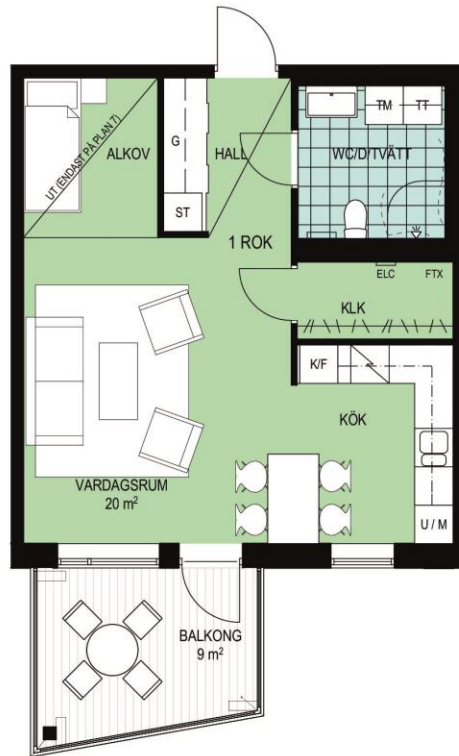 UT (ENDAST PÅ PLAN 7)
ALKOV
G
HALL
ST
TM
TT
WC/D/TVÄTT
1 ROK
ELC
FTX
KLK
K/F
KÖK
U / M
VARDAGSRUM
20 m²
BALKONG
9 m²